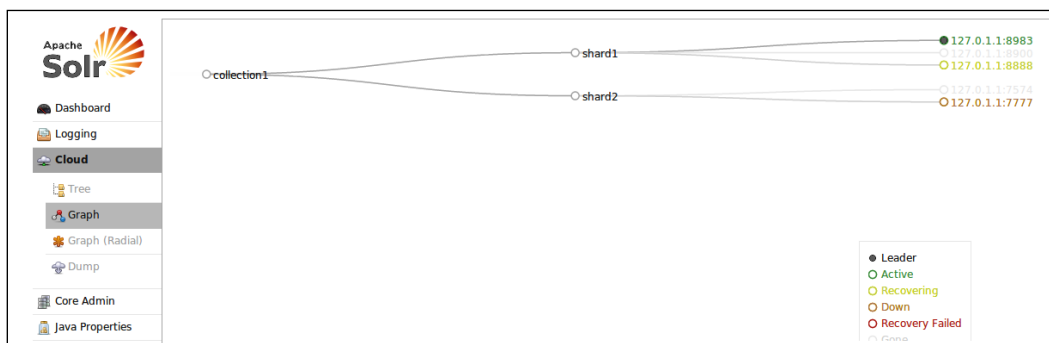 Apache
Solr
Dashboard
Logging
Cloud
Tree
Graph
Graph (Radial)
Dump
Core Admin
Java Properties
collection1
shard1
shard2
127.0.1.1:8983
127.0.1.1:8900
127.0.1.1:8888
127.0.1.1:7574
127.0.1.1:7777
Leader
Active
Recovering
Down
Recovery Failed
Gone